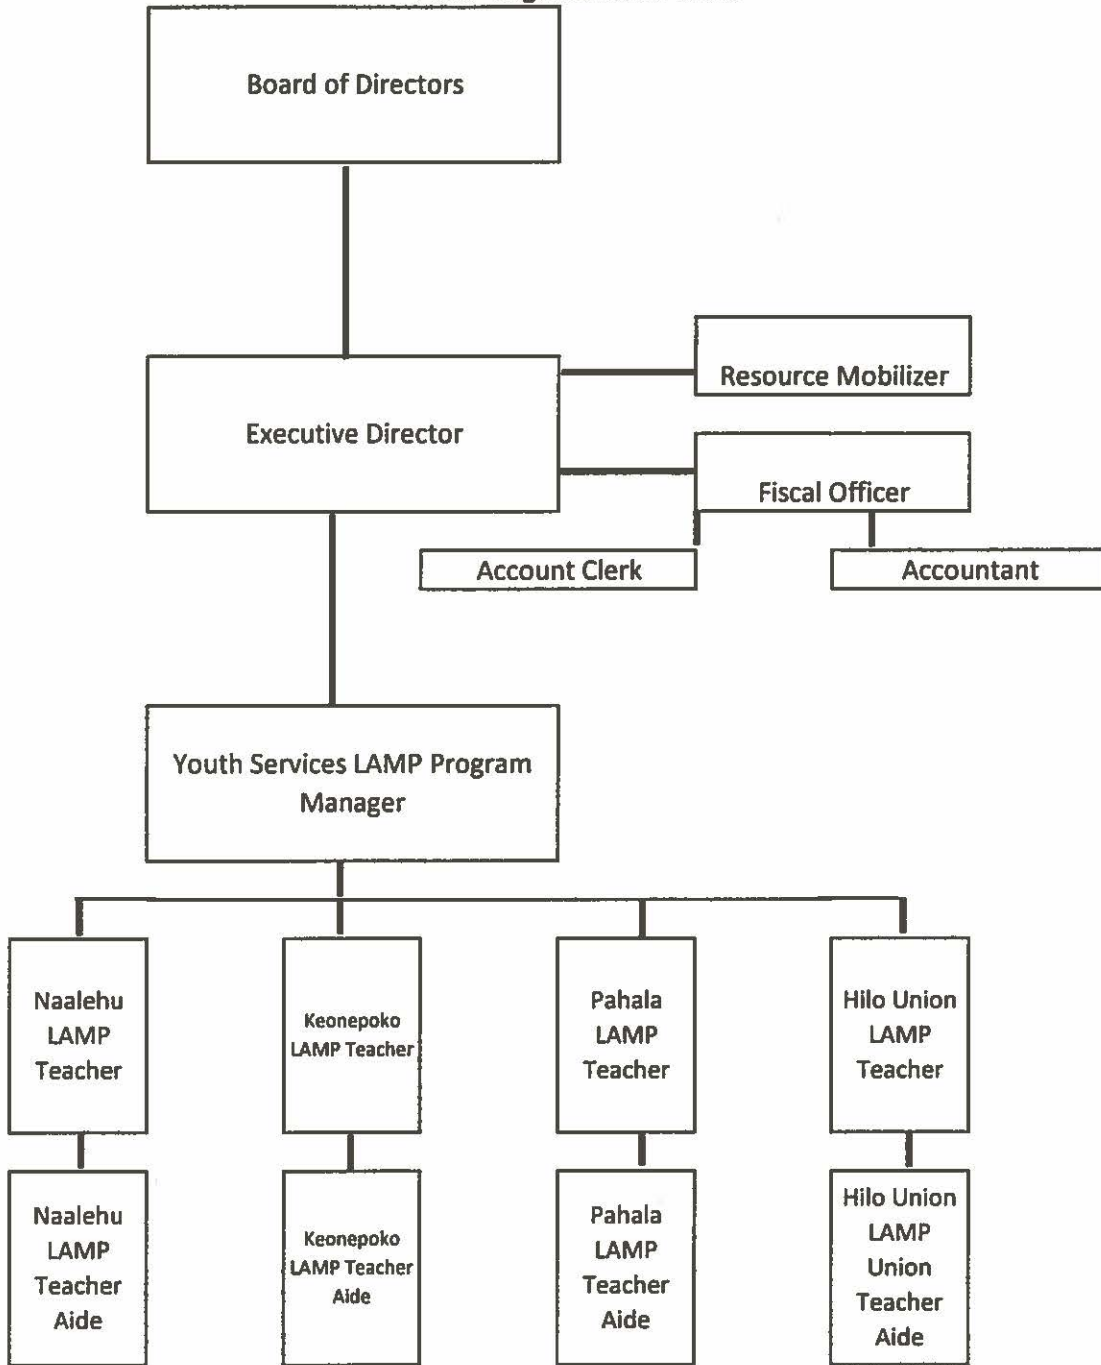 Board of Directors
Resource Mobilizer
Executive Director
Fiscal Officer
Account Clerk
Accountant
Youth Services LAMP Program
Manager
Naalehu
LAMP
Teacher
Keonepoko
LAMP Teacher
Pahala
LAMP
Teacher
Hilo Union
LAMP
Teacher
Naalehu
LAMP
Teacher
Aide
Keonepoko
LAMP Teacher
Aide
Pahala
LAMP
Teacher
Aide
Hilo Union
LAMP
Union
Teacher
Aide